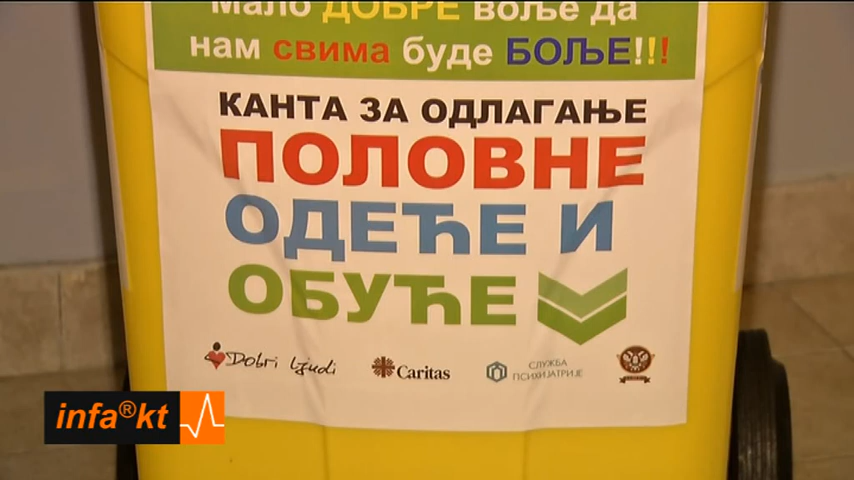 Мало ДОБРЕ воље да
нам свима буде БОЉЕ!!!
КАНТА ЗА ОДЛАГАЊЕ
ПОЛОВНЕ
ОДЕЋЕ И
ОБУЋЕ
Dobri ljudi
Caritas
СЛУЖБА
ПСИХИЈАТРИЈЕ
infa®kt